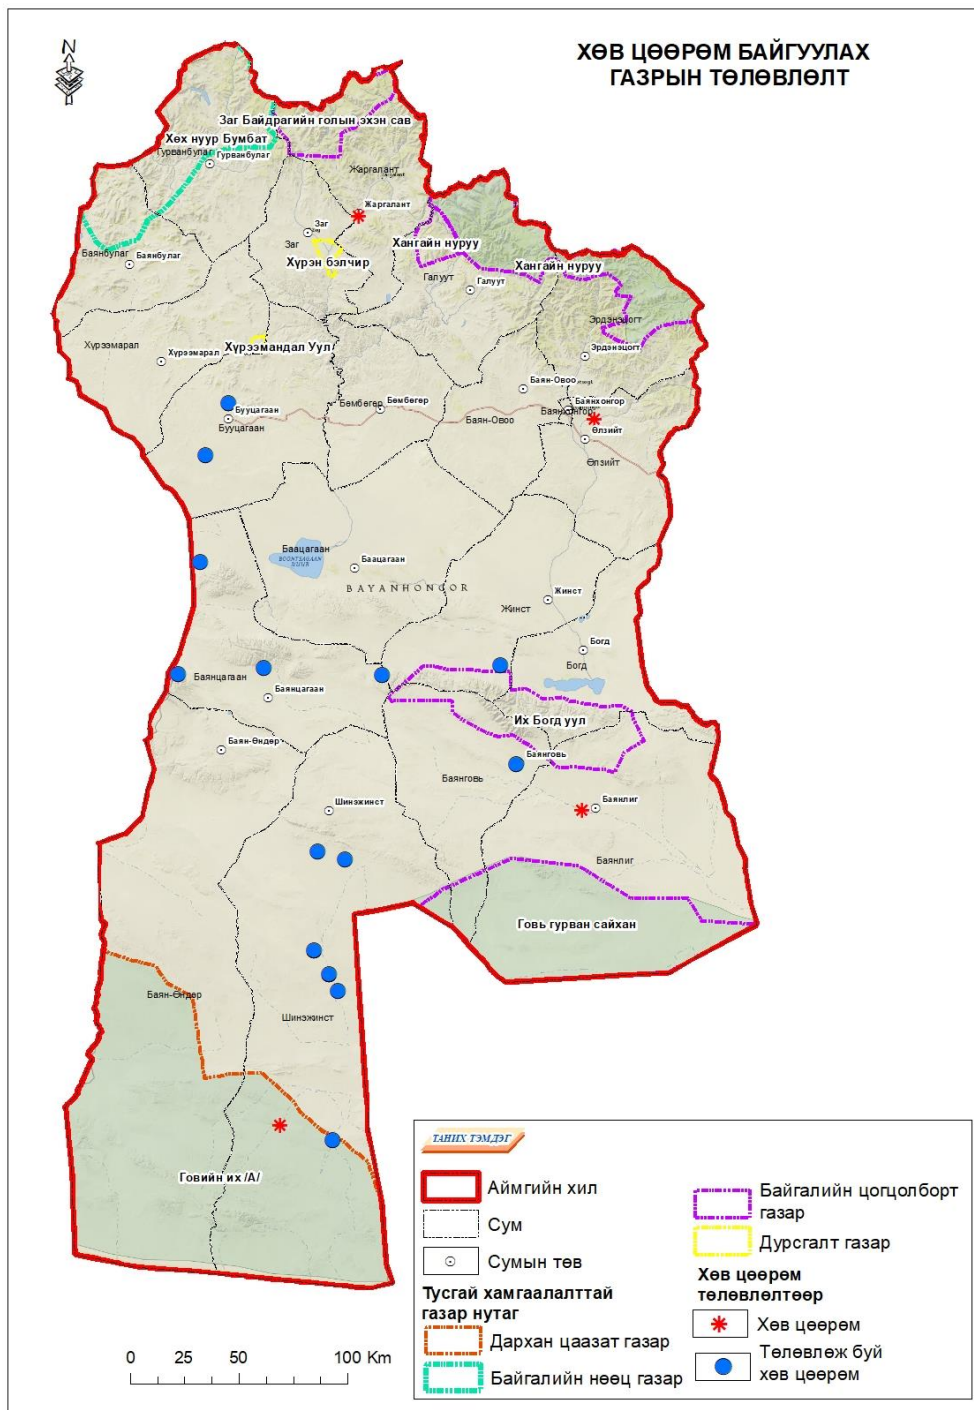 ХӨВ ЦӨӨРӨМ БАЙГУУЛАХ
ГАЗРЫН ТӨЛӨВЛӨЛТ
N
Заг Байдрагийн голын эхэн сав
Хөх нуур Бумбат
Гурванбулаг
Гурванбулаг
Жаргалант
Жаргалант
Заг
Заг
Хүрэн бэлчир
Хангайн нуруу
Хангайн нуруу
Баянбулаг
Баянбулаг
Галуут
Галуут
Эрдэнэцогт
Эрдэнэцогт
Хүрээмарал
Хүрээмарал
Хүрээмандал Уул
Баян-Овоо
Баян-Овоо
Бөмбөгөр
Бөмбөгөр
Баянхонгор
Баянхонгор
Бууцагаан
Бууцагаан
Өлзийт
Өлзийт
Баацагаан
BOONTSAGAAN
NUUR
Баацагаан
BAYANHONGOR
Жинст
Жинст
Богд
Богд
Баянцагаан
Баянцагаан
Их Богд уул
Баян-Өндөр
Баянговь
Баянговь
Шинэжинст
Баянлиг
Баянлиг
Говь гурван сайхан
Баян-Өндөр
Шинэжинст
Говийн их /А/
ТАНИХ ТЭМДЭГ
Аймгийн хил
Сум
Сумын төв
Тусгай хамгаалалттай
газар нутаг
Дархан цаазат газар
Байгалийн нөөц газар
Байгалийн цогцолборт
газар
Дурсгалт газар
Хөв цөөрөм
төлөвлөлтөөр
Хөв цөөрөм
Төлөвлөж буй
хөв цөөрөм
0 25 50 100 Km